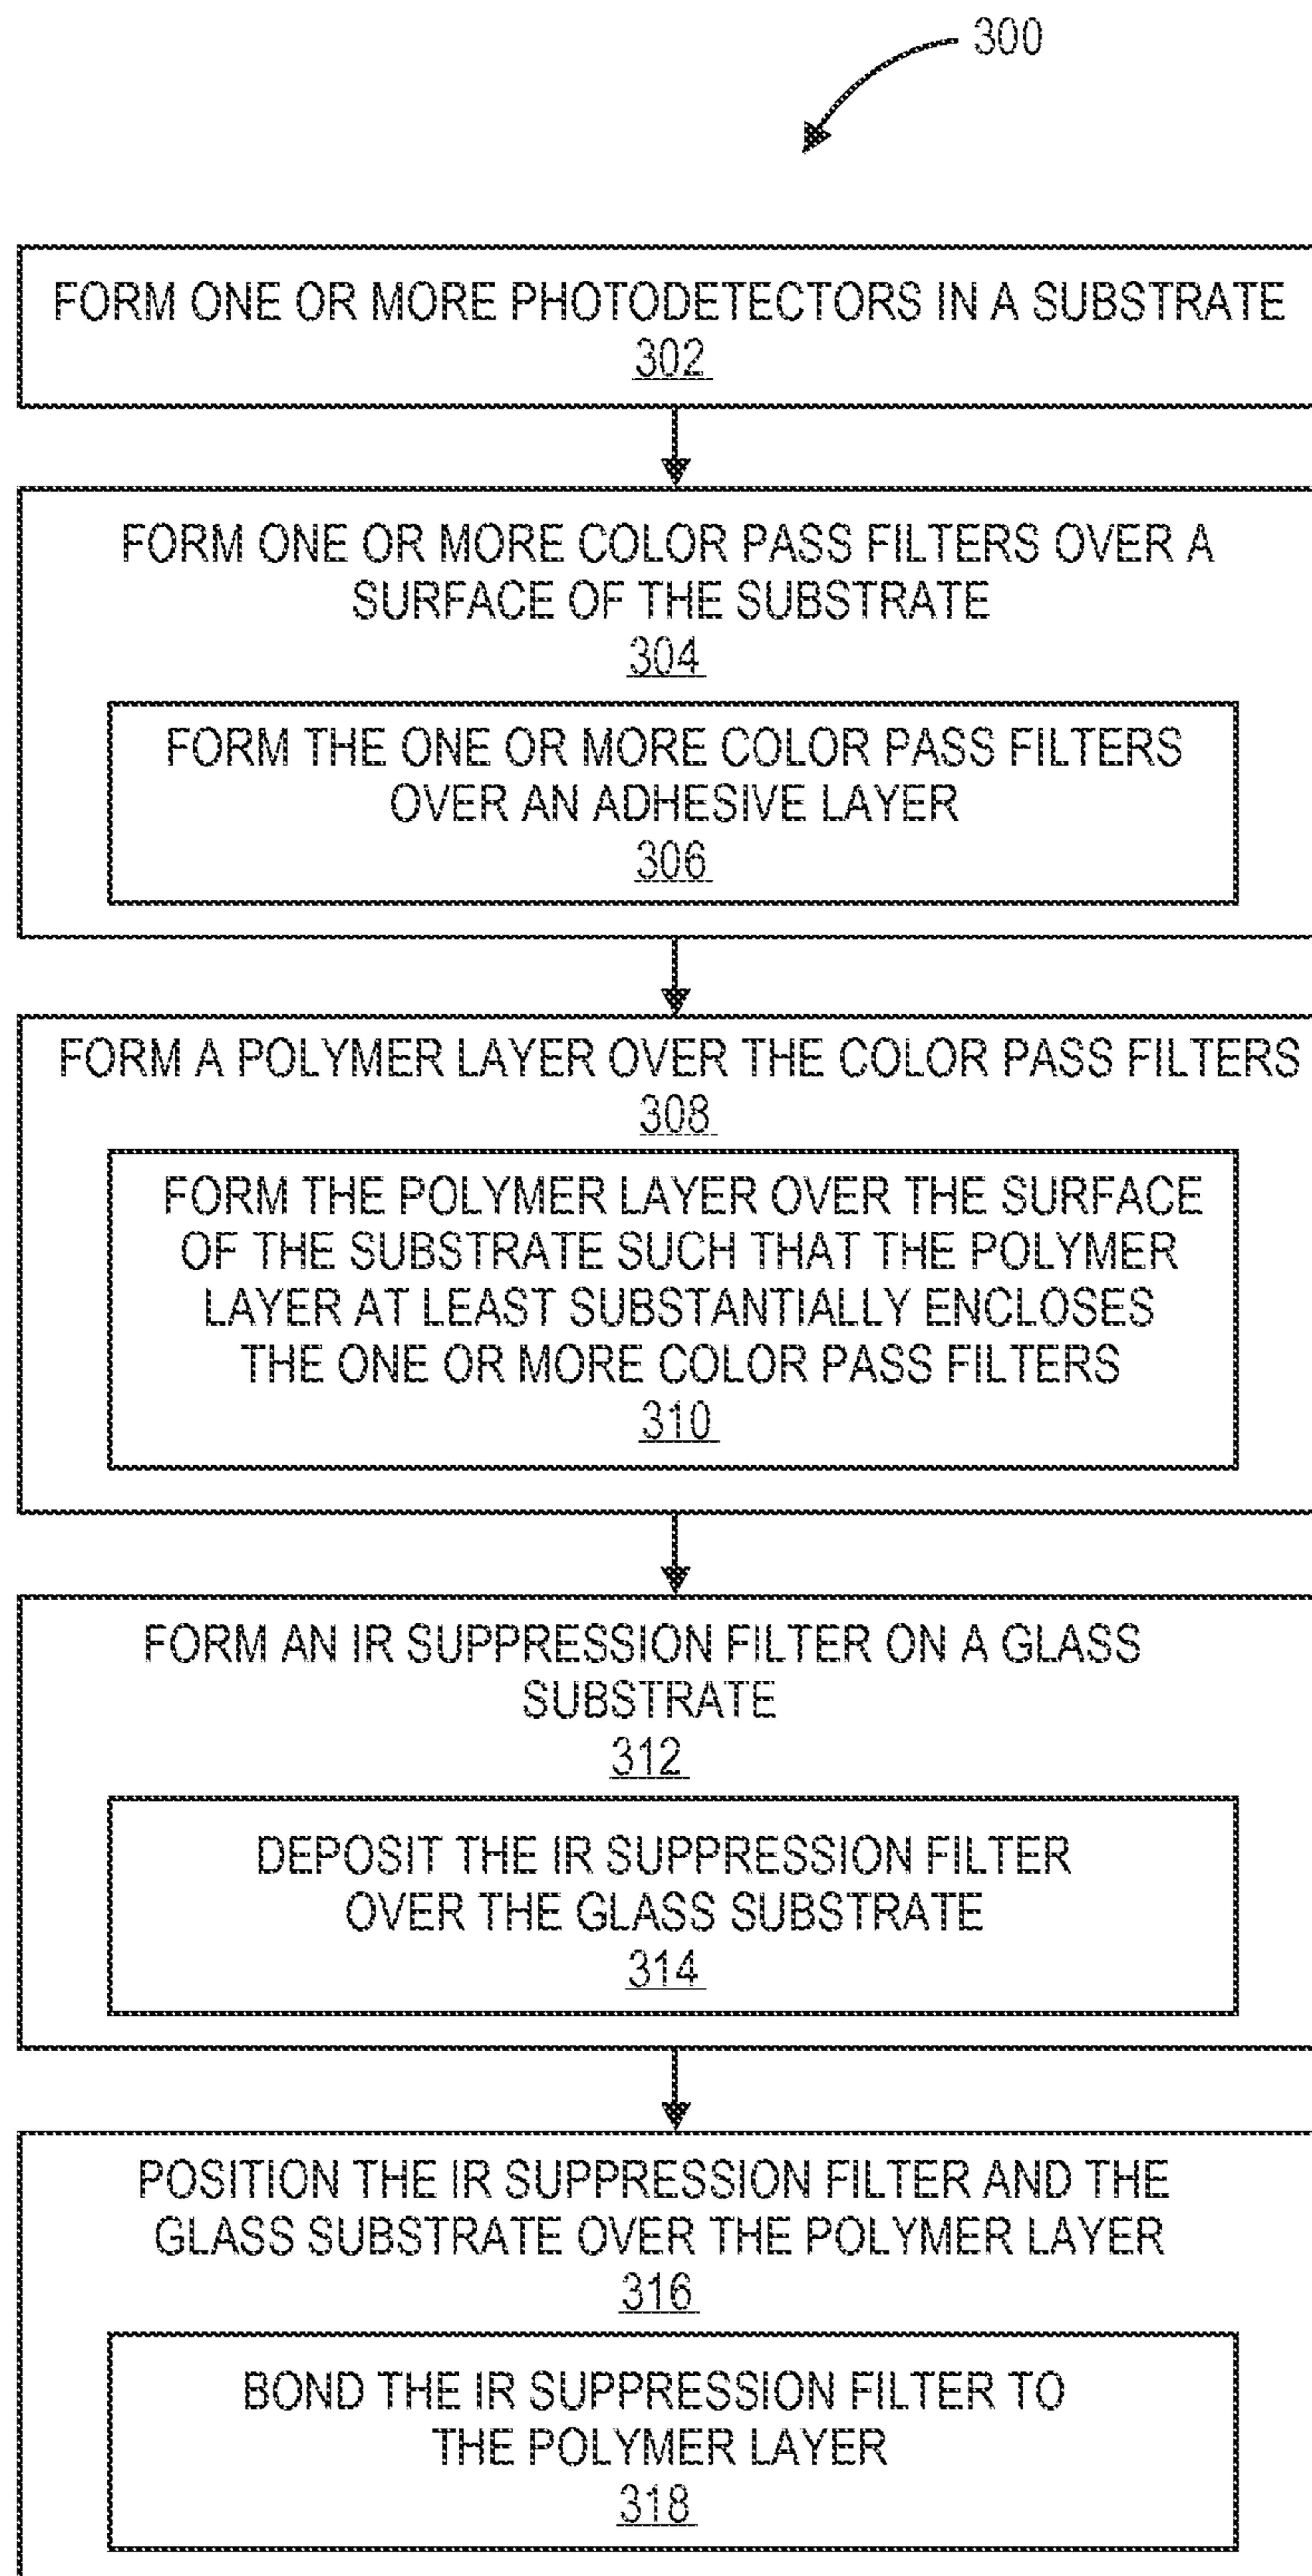 300
FORM ONE OR MORE PHOTODETECTORS IN A SUBSTRATE
302
FORM ONE OR MORE COLOR PASS FILTERS OVER A
SURFACE OF THE SUBSTRATE
304
FORM THE ONE OR MORE COLOR PASS FILTERS
OVER AN ADHESIVE LAYER
306
FORM A POLYMER LAYER OVER THE COLOR PASS FILTERS
308
FORM THE POLYMER LAYER OVER THE SURFACE
OF THE SUBSTRATE SUCH THAT THE POLYMER
LAYER AT LEAST SUBSTANTIALLY ENCLOSES
THE ONE OR MORE COLOR PASS FILTERS
310
FORM AN IR SUPPRESSION FILTER ON A GLASS
SUBSTRATE
312
DEPOSIT THE IR SUPPRESSION FILTER
OVER THE GLASS SUBSTRATE
314
POSITION THE IR SUPPRESSION FILTER AND THE
GLASS SUBSTRATE OVER THE POLYMER LAYER
316
BOND THE IR SUPPRESSION FILTER TO
THE POLYMER LAYER
318